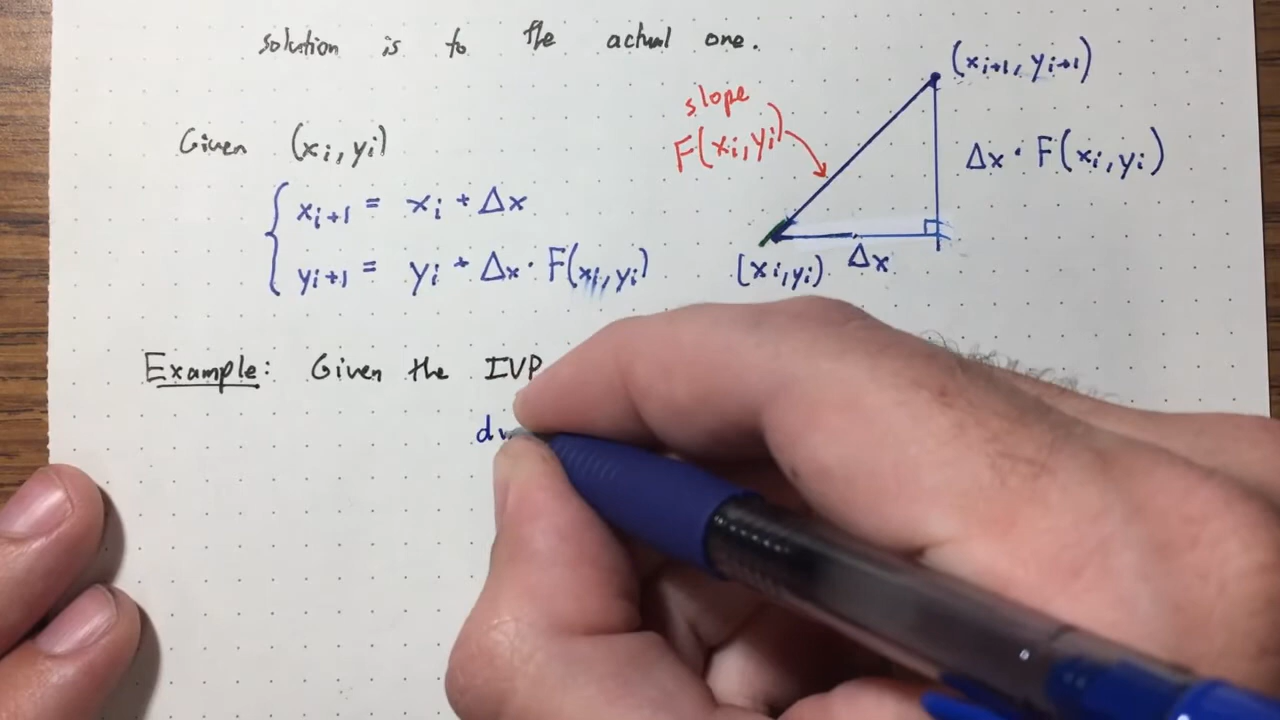 solution is to the actual one.
Given (xi, yi)
xi+1 = xi + Δx
yi+1 = yi + Δx · F(xi, yi)
slope
F(xi, yi)
(xi+1, yi+1)
Δx · F(xi, yi)
(xi, yi)
Δx
Example: Given the IVP